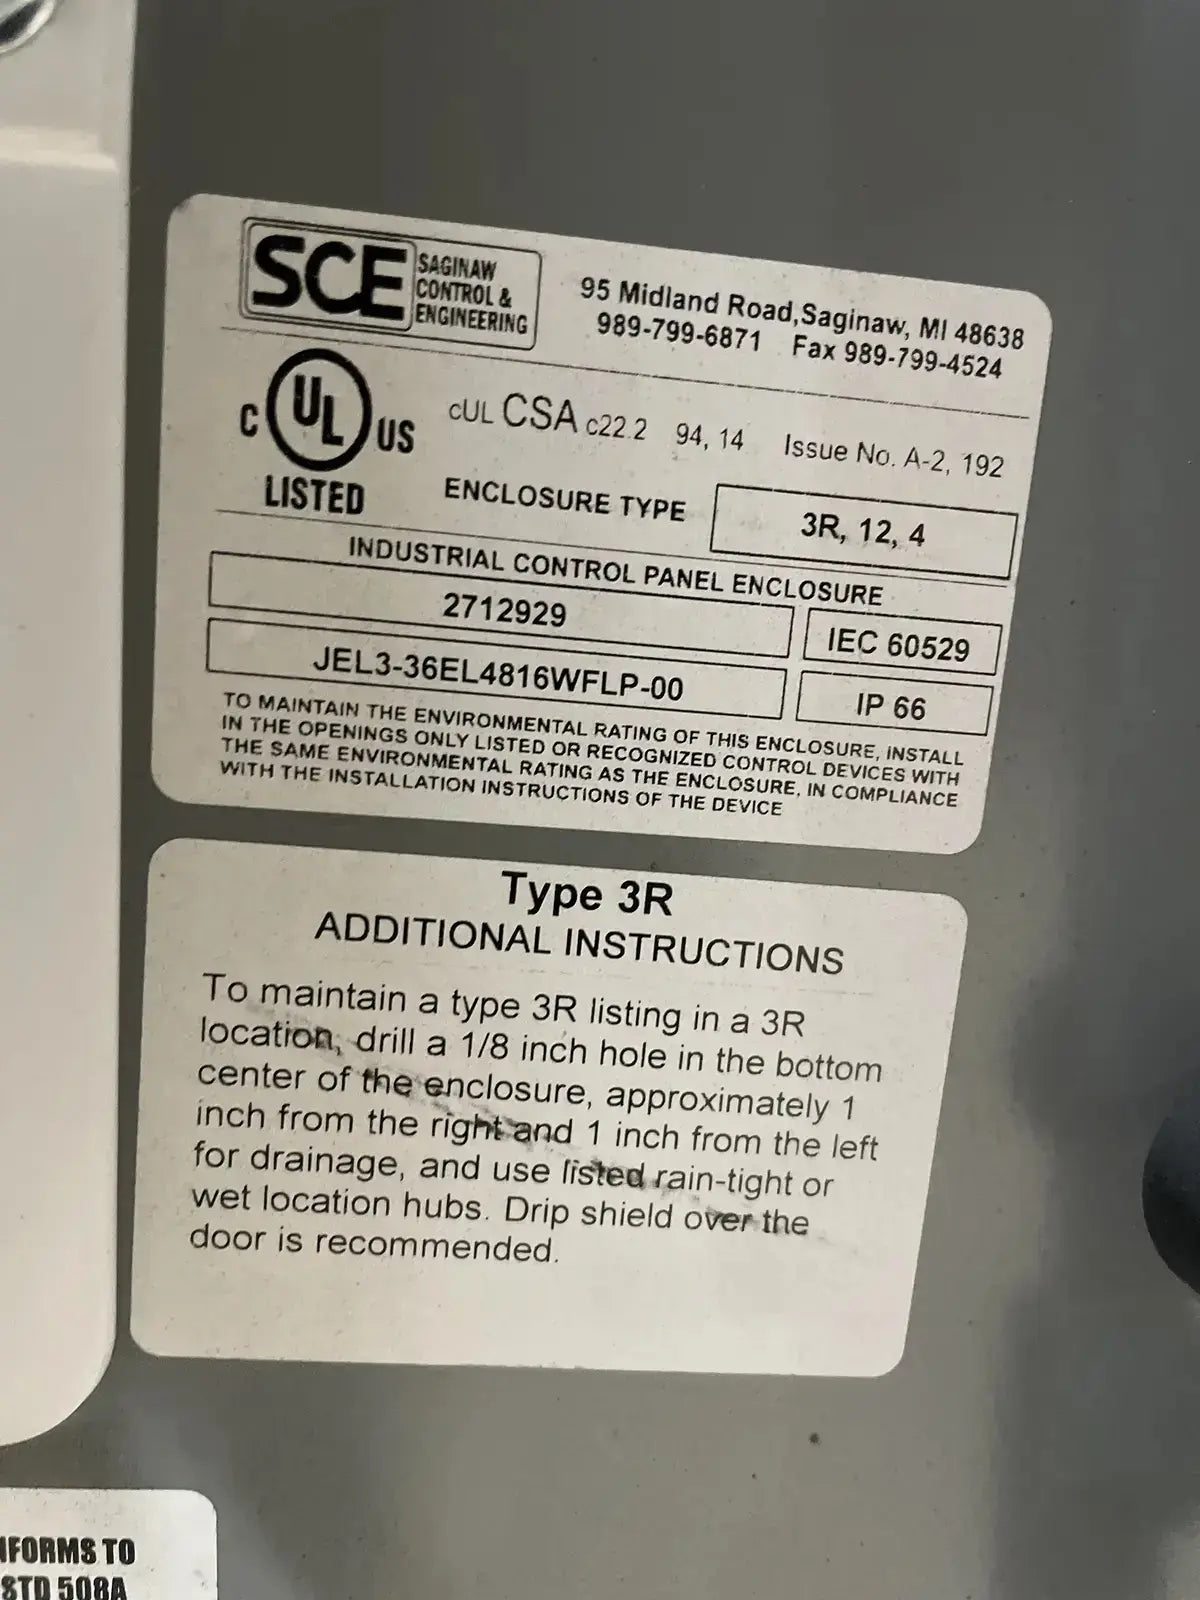 SCE SAGINAW
CONTROL &
ENGINEERING
95 Midland Road,Saginaw, MI 48638
989-799-6871 Fax 989-799-4524
C UL US
LISTED
cUL CSA c22.2 94, 14 Issue No. A-2, 192
ENCLOSURE TYPE 3R, 12, 4
INDUSTRIAL CONTROL PANEL ENCLOSURE
2712929 IEC 60529
JEL3-36EL4816WFLP-00 IP 66
TO MAINTAIN THE ENVIRONMENTAL RATING OF THIS ENCLOSURE, INSTALL
IN THE OPENINGS ONLY LISTED OR RECOGNIZED CONTROL DEVICES WITH
THE SAME ENVIRONMENTAL RATING AS THE ENCLOSURE, IN COMPLIANCE
WITH THE INSTALLATION INSTRUCTIONS OF THE DEVICE
Type 3R
ADDITIONAL INSTRUCTIONS
To maintain a type 3R listing in a 3R
location, drill a 1/8 inch hole in the bottom
center of the enclosure, approximately 1
inch from the right and 1 inch from the left
for drainage, and use listed rain-tight or
wet location hubs. Drip shield over the
door is recommended.
NFORMS TO
STD 508A